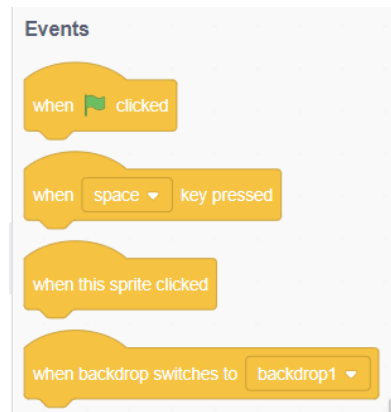 Events
when clicked
when space key pressed
when this sprite clicked
when backdrop switches to backdrop1